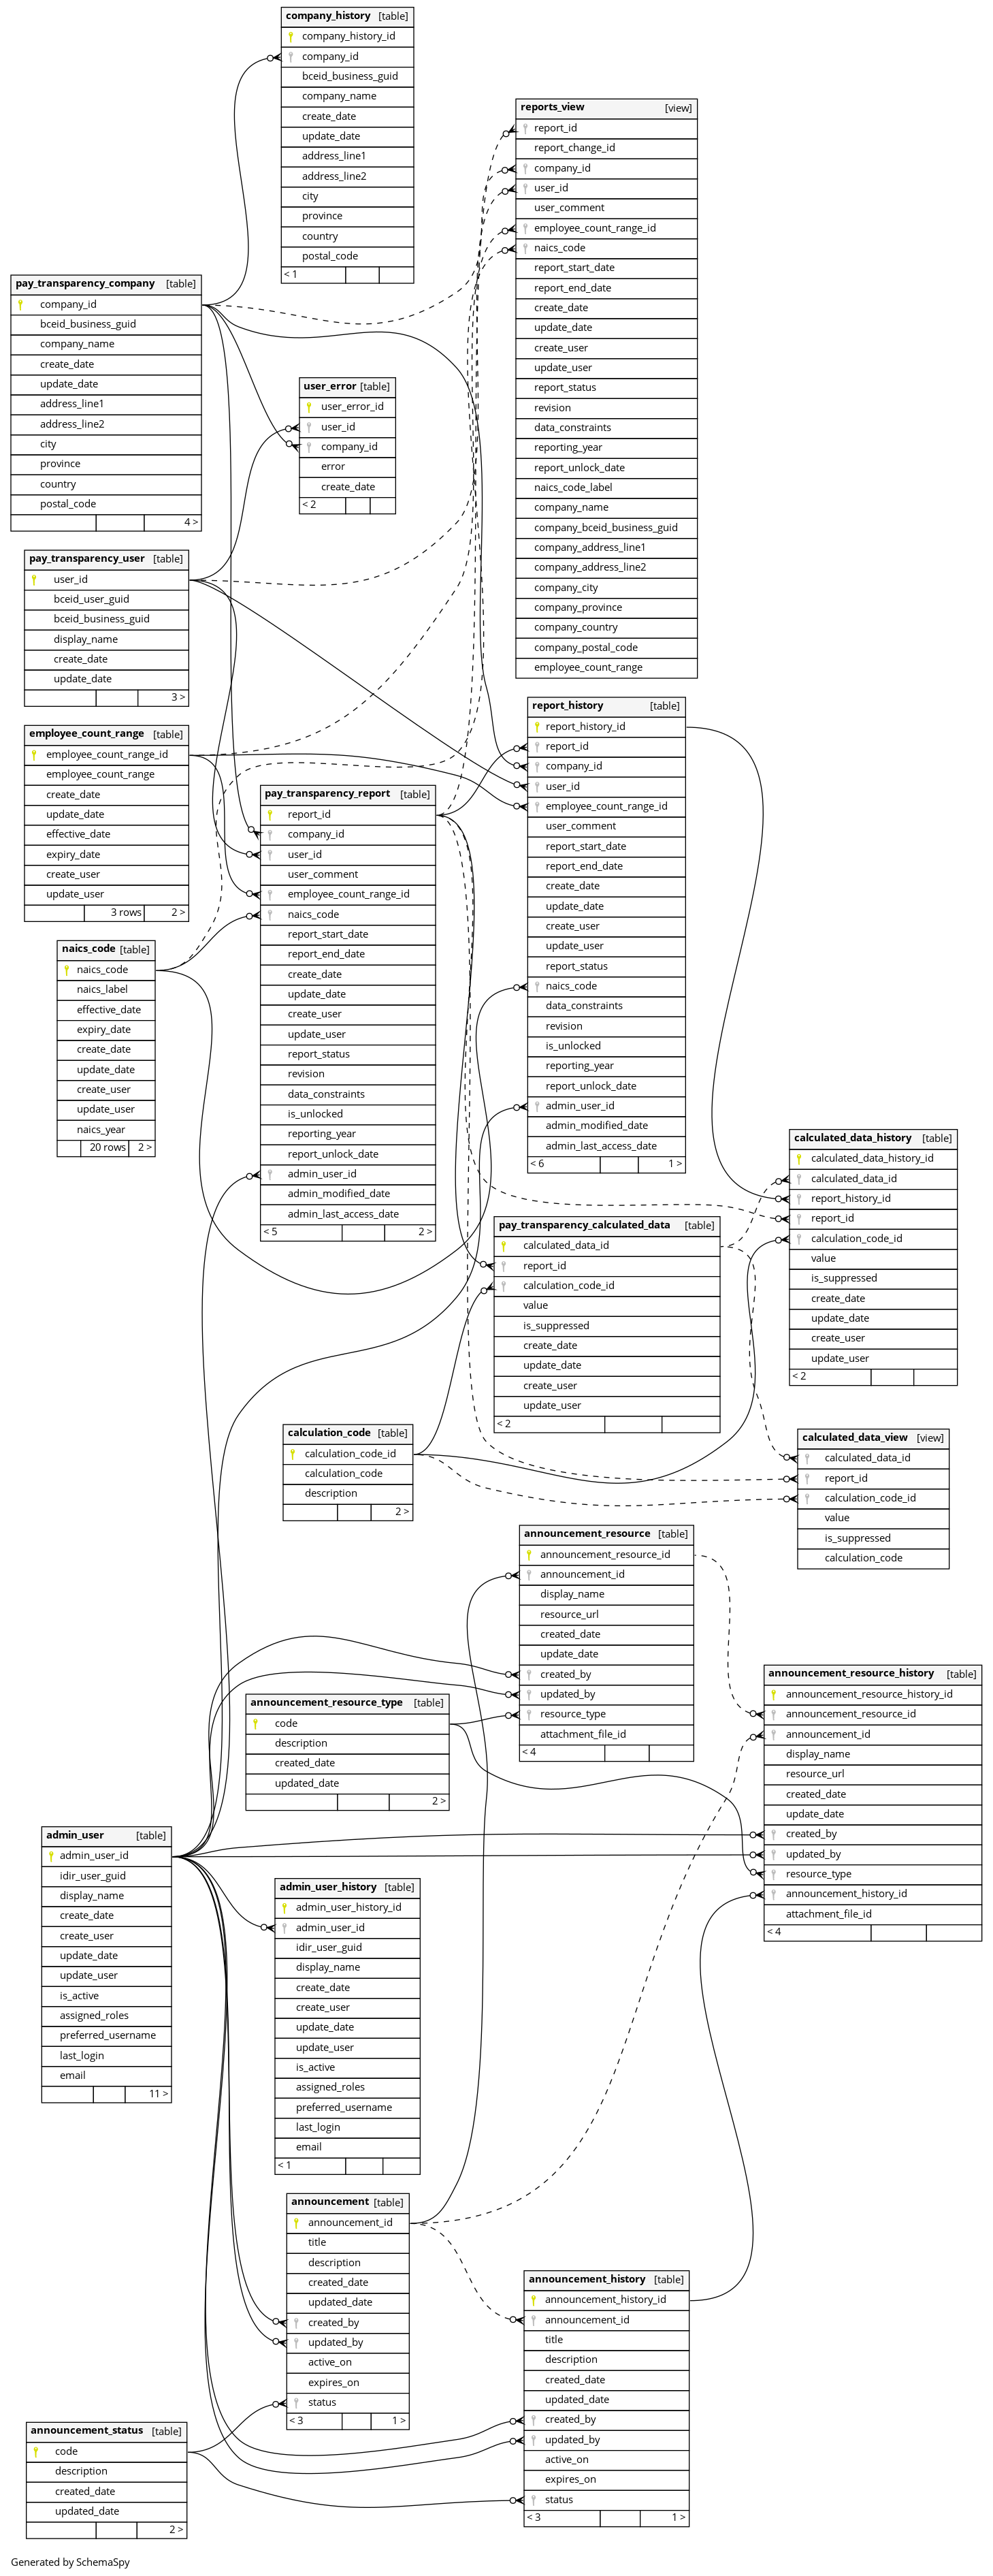 company_history [table]
company_history_id
company_id
bceid_business_guid
company_name
create_date
update_date
address_line1
address_line2
city
province
country
postal_code
< 1
reports_view [view]
report_id
report_change_id
company_id
user_id
user_comment
employee_count_range_id
naics_code
report_start_date
report_end_date
create_date
update_date
create_user
update_user
report_status
revision
data_constraints
reporting_year
report_unlock_date
naics_code_label
company_name
company_bceid_business_guid
company_address_line1
company_address_line2
company_city
company_province
company_country
company_postal_code
employee_count_range
pay_transparency_company [table]
company_id
bceid_business_guid
company_name
create_date
update_date
address_line1
address_line2
city
province
country
postal_code
4 >
user_error [table]
user_error_id
user_id
company_id
error
create_date
< 2
pay_transparency_user [table]
user_id
bceid_user_guid
bceid_business_guid
display_name
create_date
update_date
3 >
employee_count_range [table]
employee_count_range_id
employee_count_range
create_date
update_date
effective_date
expiry_date
create_user
update_user
3 rows 2 >
report_history [table]
report_history_id
report_id
company_id
user_id
employee_count_range_id
user_comment
report_start_date
report_end_date
create_date
update_date
create_user
update_user
report_status
naics_code
data_constraints
revision
is_unlocked
reporting_year
report_unlock_date
admin_user_id
admin_modified_date
admin_last_access_date
< 6 1 >
pay_transparency_report [table]
report_id
company_id
user_id
user_comment
employee_count_range_id
naics_code
report_start_date
report_end_date
create_date
update_date
create_user
update_user
report_status
revision
data_constraints
is_unlocked
reporting_year
report_unlock_date
admin_user_id
admin_modified_date
admin_last_access_date
< 5 2 >
naics_code [table]
naics_code
naics_label
effective_date
expiry_date
create_date
update_date
create_user
update_user
naics_year
20 rows 2 >
calculated_data_history [table]
calculated_data_history_id
calculated_data_id
report_history_id
report_id
calculation_code_id
value
is_suppressed
create_date
update_date
create_user
update_user
< 2
pay_transparency_calculated_data [table]
calculated_data_id
report_id
calculation_code_id
value
is_suppressed
create_date
update_date
create_user
update_user
< 2
calculation_code [table]
calculation_code_id
calculation_code
description
2 >
calculated_data_view [view]
calculated_data_id
report_id
calculation_code_id
value
is_suppressed
calculation_code
announcement_resource [table]
announcement_resource_id
announcement_id
display_name
resource_url
created_date
update_date
created_by
updated_by
resource_type
attachment_file_id
< 4
announcement_resource_history [table]
announcement_resource_history_id
announcement_resource_id
announcement_id
display_name
resource_url
created_date
update_date
created_by
updated_by
resource_type
announcement_history_id
attachment_file_id
< 4
announcement_resource_type [table]
code
description
created_date
updated_date
2 >
admin_user [table]
admin_user_id
idir_user_guid
display_name
create_date
create_user
update_date
update_user
is_active
assigned_roles
preferred_username
last_login
email
11 >
admin_user_history [table]
admin_user_history_id
admin_user_id
idir_user_guid
display_name
create_date
create_user
update_date
update_user
is_active
assigned_roles
preferred_username
last_login
email
< 1
announcement [table]
announcement_id
title
description
created_date
updated_date
created_by
updated_by
active_on
expires_on
status
< 3 1 >
announcement_history [table]
announcement_history_id
announcement_id
title
description
created_date
updated_date
created_by
updated_by
active_on
expires_on
status
< 3 1 >
announcement_status [table]
code
description
created_date
updated_date
2 >
Generated by SchemaSpy